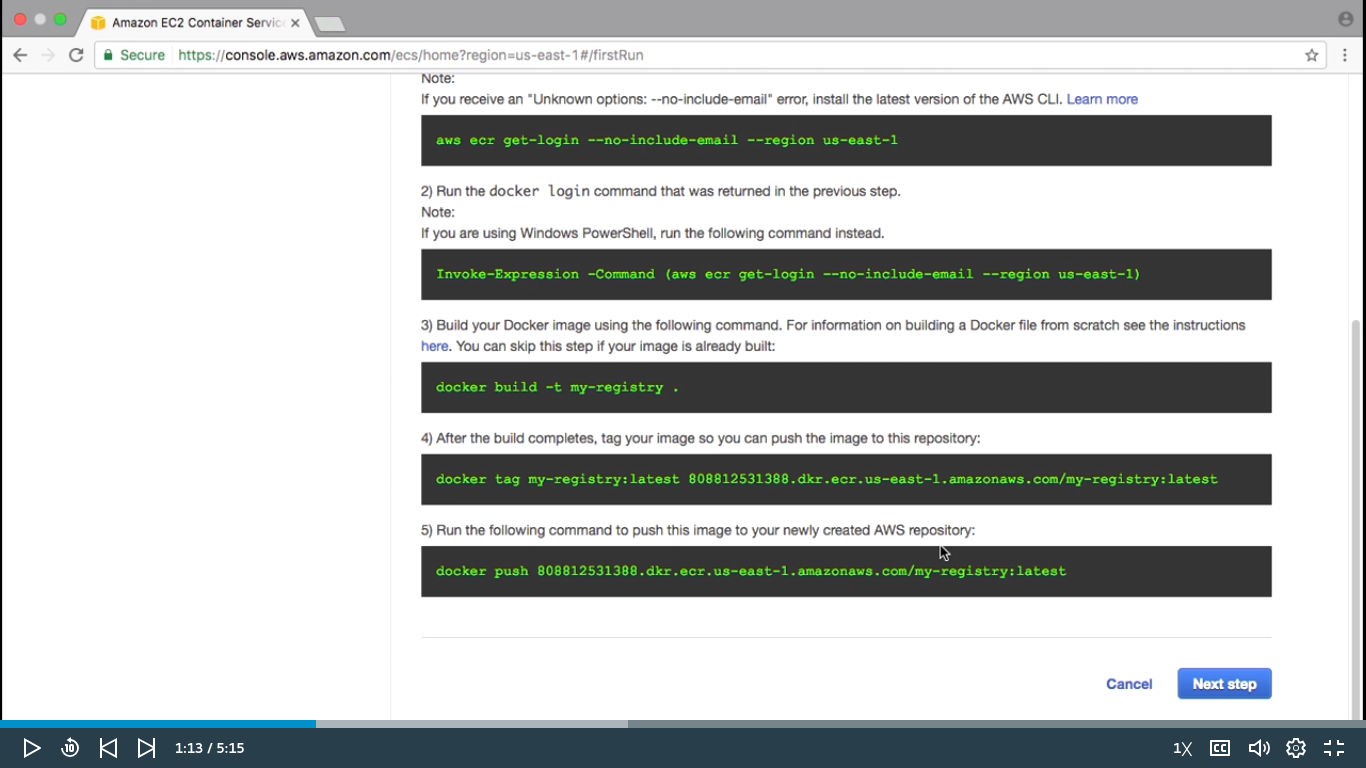 Amazon EC2 Container Servic
Secure https://console.aws.amazon.com/ecs/home?region=us-east-1#/firstRun
Note:
If you receive an "Unknown options: --no-include-email" error, install the latest version of the AWS CLI. Learn more
aws ecr get-login --no-include-email --region us-east-1
2) Run the docker login command that was returned in the previous step.
Note:
If you are using Windows PowerShell, run the following command instead.
Invoke-Expression -Command (aws ecr get-login --no-include-email --region us-east-1)
3) Build your Docker image using the following command. For information on building a Docker file from scratch see the instructions
here. You can skip this step if your image is already built:
docker build -t my-registry .
4) After the build completes, tag your image so you can push the image to this repository:
docker tag my-registry:latest 808812531388.dkr.ecr.us-east-1.amazonaws.com/my-registry:latest
5) Run the following command to push this image to your newly created AWS repository:
docker push 808812531388.dkr.ecr.us-east-1.amazonaws.com/my-registry:latest
Cancel Next step
10 1:13 / 5:15 1X CC